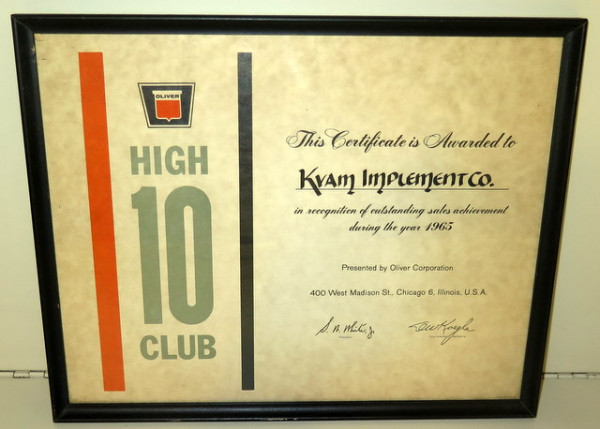 OLIVER
HIGH
10
CLUB
This Certificate is Awarded to
Kvam Implement Co.
in recognition of outstanding sales achievement
during the year 1965
Presented by Oliver Corporation
400 West Madison St., Chicago 6, Illinois, U.S.A.